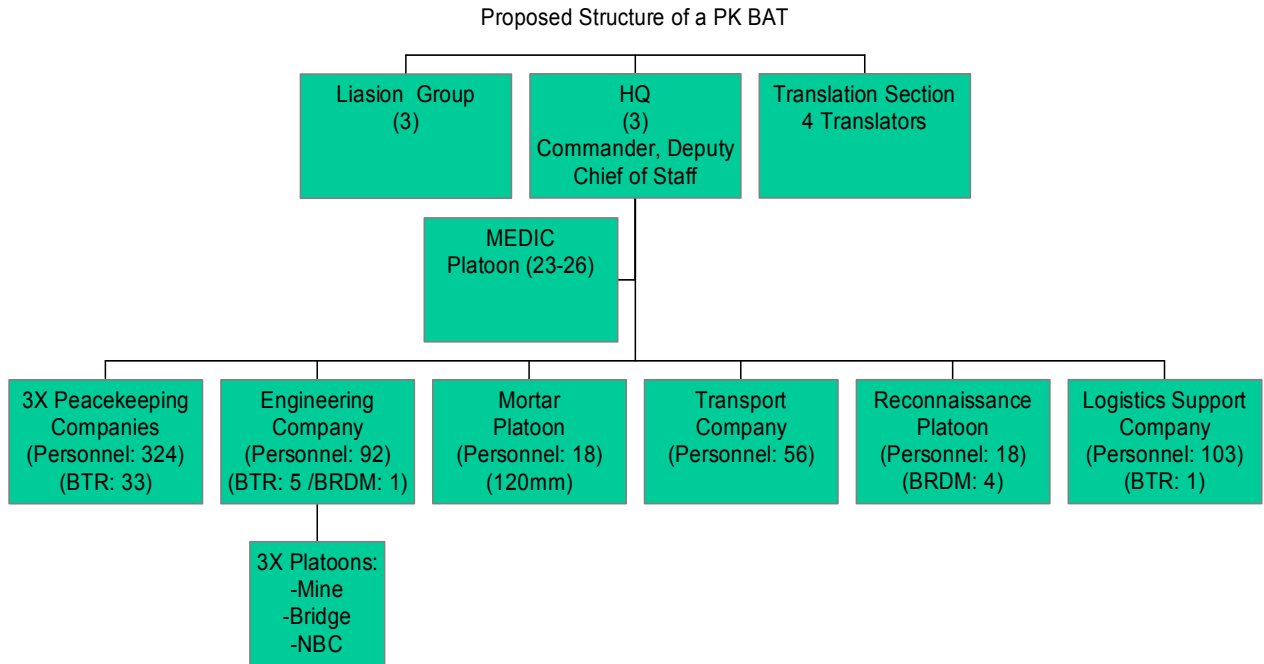 Proposed Structure of a PK BAT
Liasion Group
(3)
HQ
(3)
Commander, Deputy
Chief of Staff
Translation Section
4 Translators
MEDIC
Platoon (23-26)
3X Peacekeeping
Companies
(Personnel: 324)
(BTR: 33)
Engineering
Company
(Personnel: 92)
(BTR: 5 /BRDM: 1)
Mortar
Platoon
(Personnel: 18)
(120mm)
Transport
Company
(Personnel: 56)
Reconnaissance
Platoon
(Personnel: 18)
(BRDM: 4)
Logistics Support
Company
(Personnel: 103)
(BTR: 1)
3X Platoons:
-Mine
-Bridge
-NBC